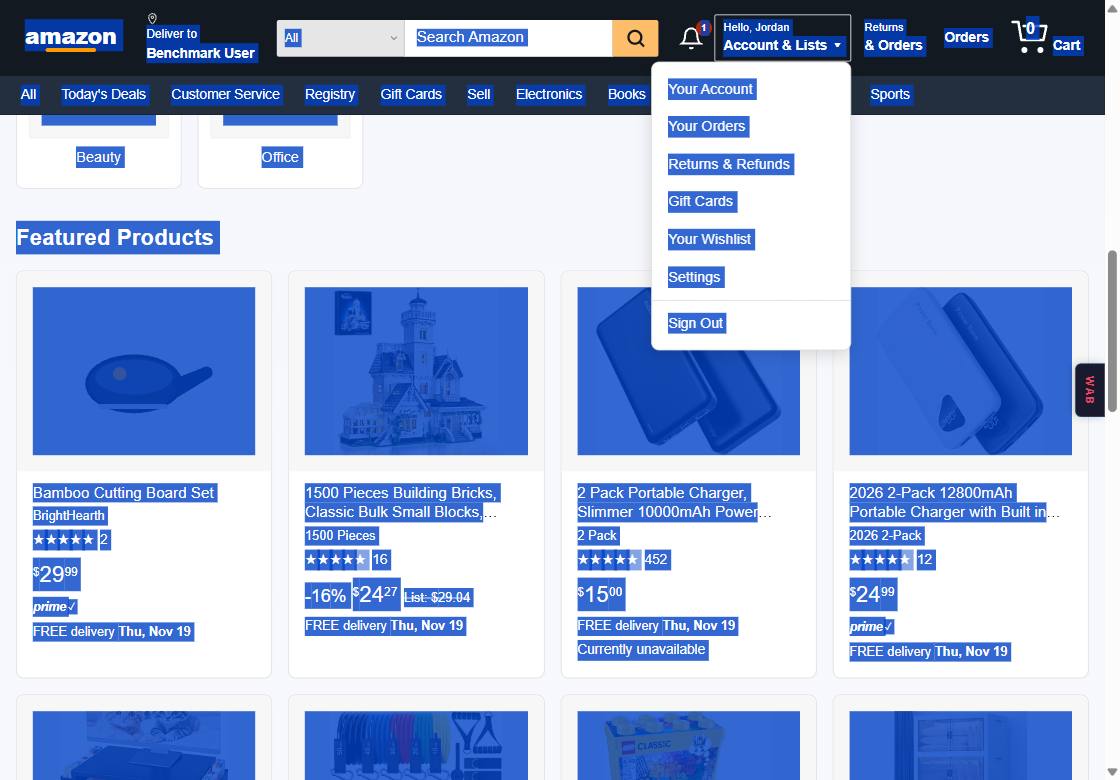 amazon
Deliver to
Benchmark User
All
Search Amazon
1
Hello, Jordan
Account & Lists
Returns
& Orders
Orders
0
Cart
All
Today's Deals
Customer Service
Registry
Gift Cards
Sell
Electronics
Books
Sports
Your Account
Your Orders
Returns & Refunds
Gift Cards
Your Wishlist
Settings
Sign Out
Beauty
Office
Featured Products
WAB
Bamboo Cutting Board Set
BrightHearth
★★★★★ 2
$29.99
prime✓
FREE delivery Thu, Nov 19
1500 Pieces Building Bricks,
Classic Bulk Small Blocks,...
1500 Pieces
★★★★★ 16
-16% $24.27 List: $29.04
FREE delivery Thu, Nov 19
2 Pack Portable Charger,
Slimmer 10000mAh Power...
2 Pack
★★★★★ 452
$15.00
FREE delivery Thu, Nov 19
Currently unavailable
2026 2-Pack 12800mAh
Portable Charger with Built in...
2026 2-Pack
★★★★★ 12
$24.99
prime✓
FREE delivery Thu, Nov 19
CLASSIC